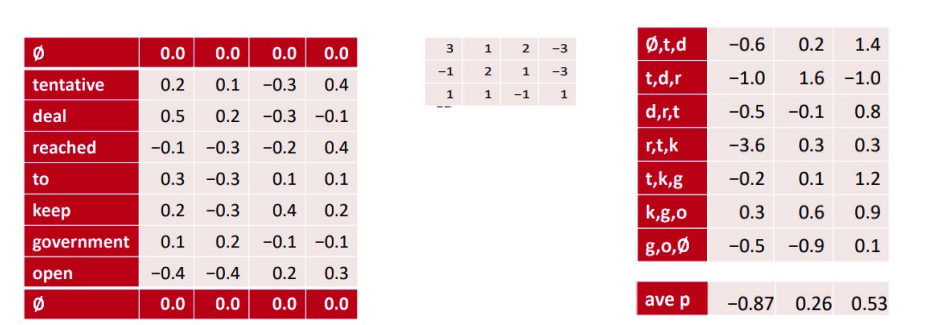 Ø 0.0 0.0 0.0 0.0
tentative 0.2 0.1 −0.3 0.4
deal 0.5 0.2 −0.3 −0.1
reached −0.1 −0.3 −0.2 0.4
to 0.3 −0.3 0.1 0.1
keep 0.2 −0.3 0.4 0.2
government 0.1 0.2 −0.1 −0.1
open −0.4 −0.4 0.2 0.3
Ø 0.0 0.0 0.0 0.0
3 1 2 −3
−1 2 1 −3
1 1 −1 1
Ø,t,d −0.6 0.2 1.4
t,d,r −1.0 1.6 −1.0
d,r,t −0.5 −0.1 0.8
r,t,k −3.6 0.3 0.3
t,k,g −0.2 0.1 1.2
k,g,o 0.3 0.6 0.9
g,o,Ø −0.5 −0.9 0.1
ave p −0.87 0.26 0.53